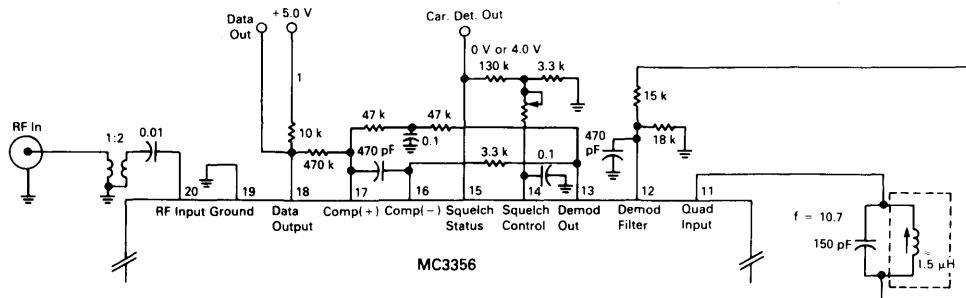 Data
Out
+5.0 V
Car. Det. Out
0 V or 4.0 V
130 k
3.3 k
1
15 k
RF In
1:2
0.01
10 k
47 k
47 k
0.1
470
pF
18 k
470 k
470 pF
3.3 k
0.1
20
19
18
17
16
15
14
13
12
11
RF Input
Ground
Data
Output
Comp(+)
Comp(−)
Squelch
Status
Squelch
Control
Demod
Out
Demod
Filter
Quad
Input
f = 10.7
150 pF
≈
1.5 µH
MC3356